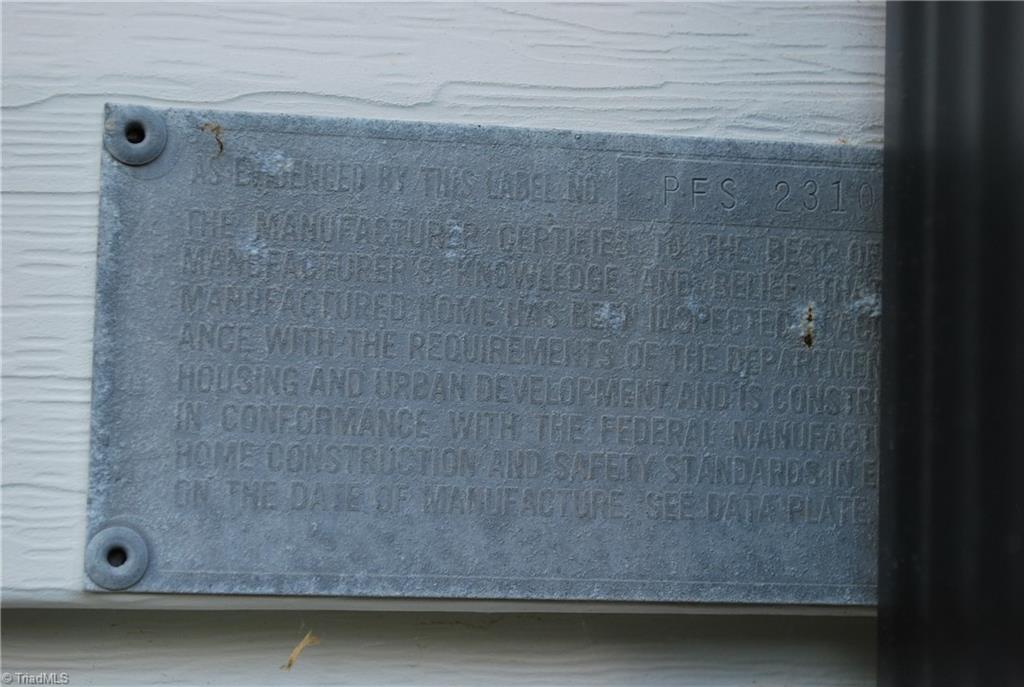 AS EVIDENCED BY THIS LABEL NO. PFS 2310
THE MANUFACTURER CERTIFIES TO THE BEST OF
MANUFACTURER'S KNOWLEDGE AND BELIEF THA
MANUFACTURED HOME HAS BEEN INSPECTED
ANCE WITH THE REQUIREMENTS OF THE DEPARTMEN
HOUSING AND URBAN DEVELOPMENT AND IS CONSTR
IN CONFORMANCE WITH THE FEDERAL MANUFACT
HOME CONSTRUCTION AND SAFETY STANDARDS IN E
ON THE DATE OF MANUFACTURE. SEE DATA PLATE
© TriadMLS